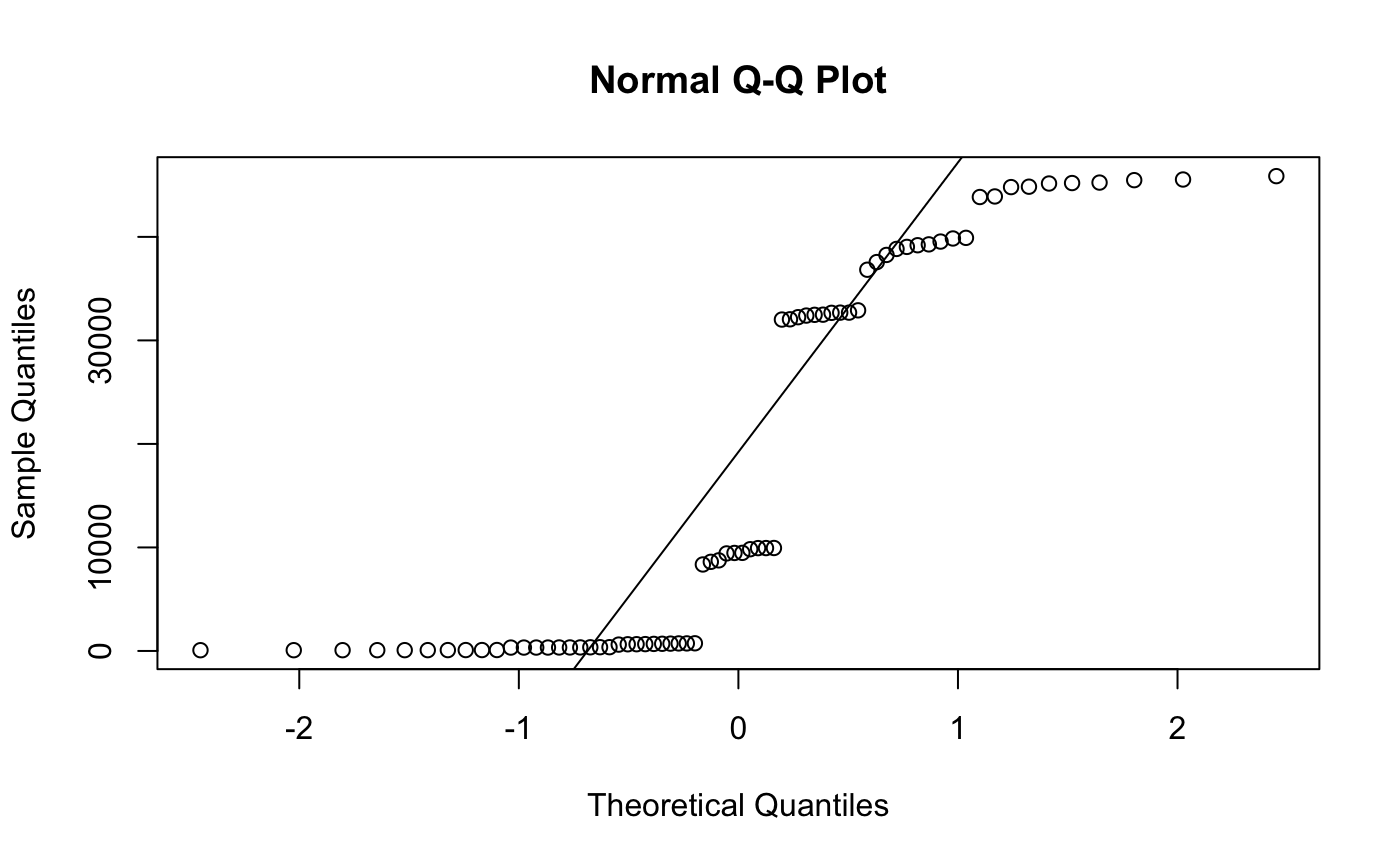 Normal Q-Q Plot
Sample Quantiles
30000
10000
0
-2 -1 0 1 2
Theoretical Quantiles